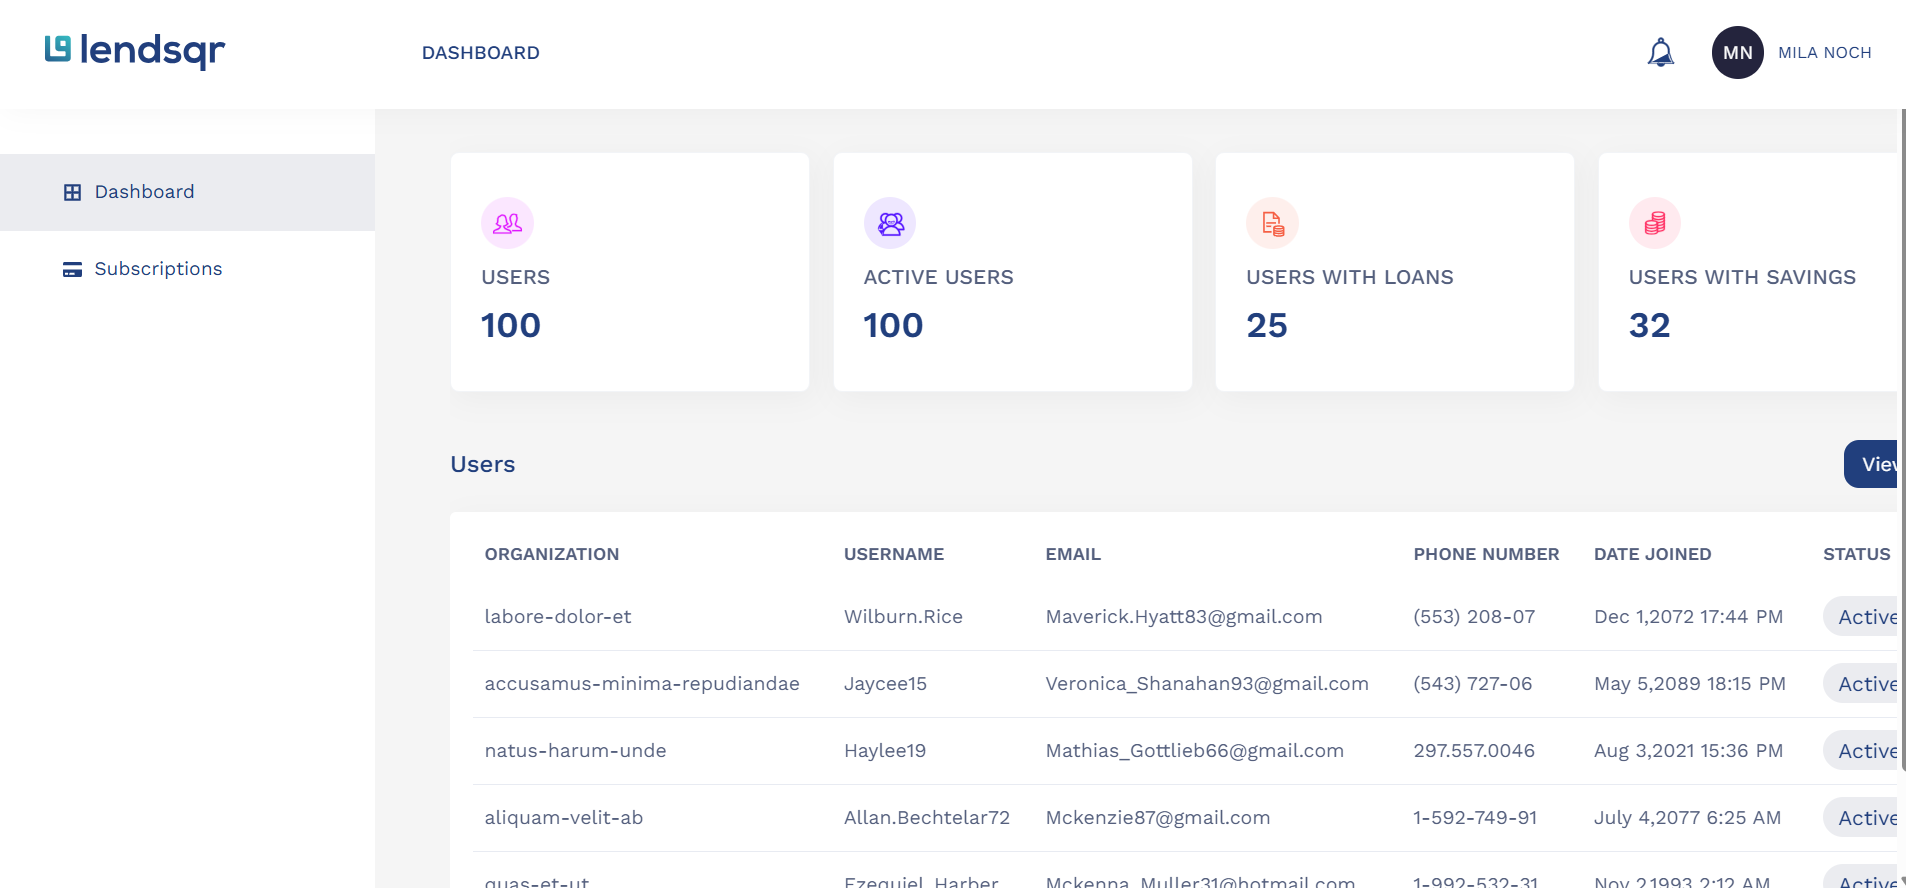 lendsqr
DASHBOARD
MN MILA NOCH
Dashboard
Subscriptions
USERS
100
ACTIVE USERS
100
USERS WITH LOANS
25
USERS WITH SAVINGS
32
Users
View
ORGANIZATION USERNAME EMAIL PHONE NUMBER DATE JOINED STATUS
labore-dolor-et Wilburn.Rice Maverick.Hyatt83@gmail.com (553) 208-07 Dec 1,2072 17:44 PM Active
accusamus-minima-repudiandae Jaycee15 Veronica_Shanahan93@gmail.com (543) 727-06 May 5,2089 18:15 PM Active
natus-harum-unde Haylee19 Mathias_Gottlieb66@gmail.com 297.557.0046 Aug 3,2021 15:36 PM Active
aliquam-velit-ab Allan.Bechtelar72 Mckenzie87@gmail.com 1-592-749-91 July 4,2077 6:25 AM Active
quas-et-ut Ezequiel_Harber Mckenna_Muller31@hotmail.com 1-992-532-31 Nov 2,1993 2:12 AM Active